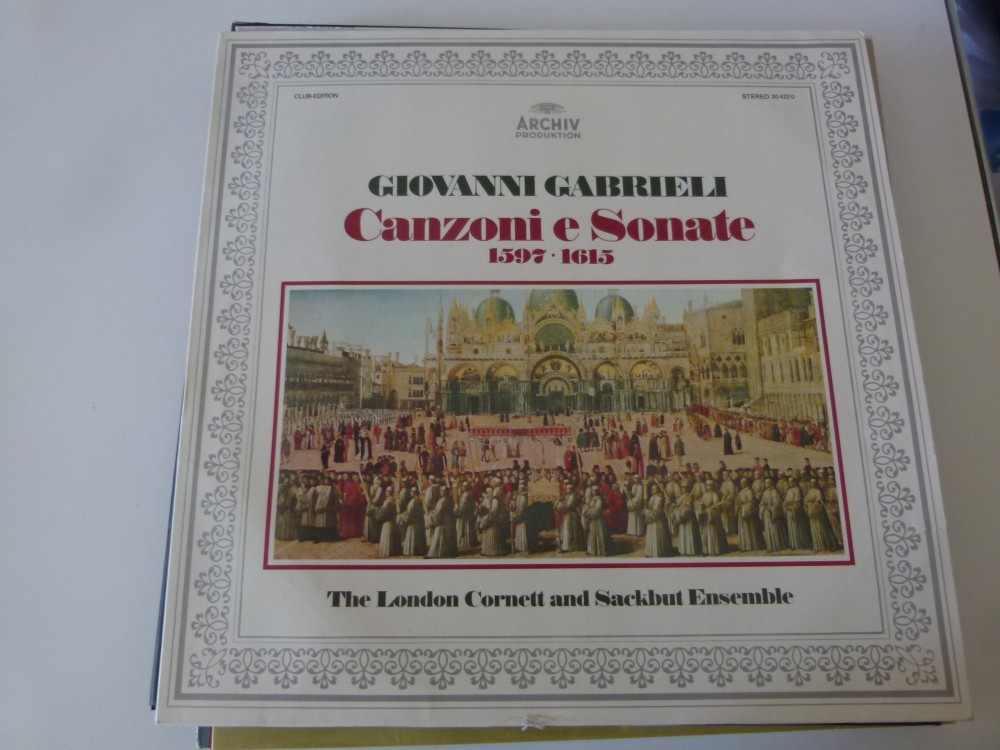 CLUB-EDITION
STEREO 30 422 0
ARCHIV
PRODUKTION
GIOVANNI GABRIELI
Canzoni e Sonate
1597 · 1615
The London Cornett and Sackbut Ensemble